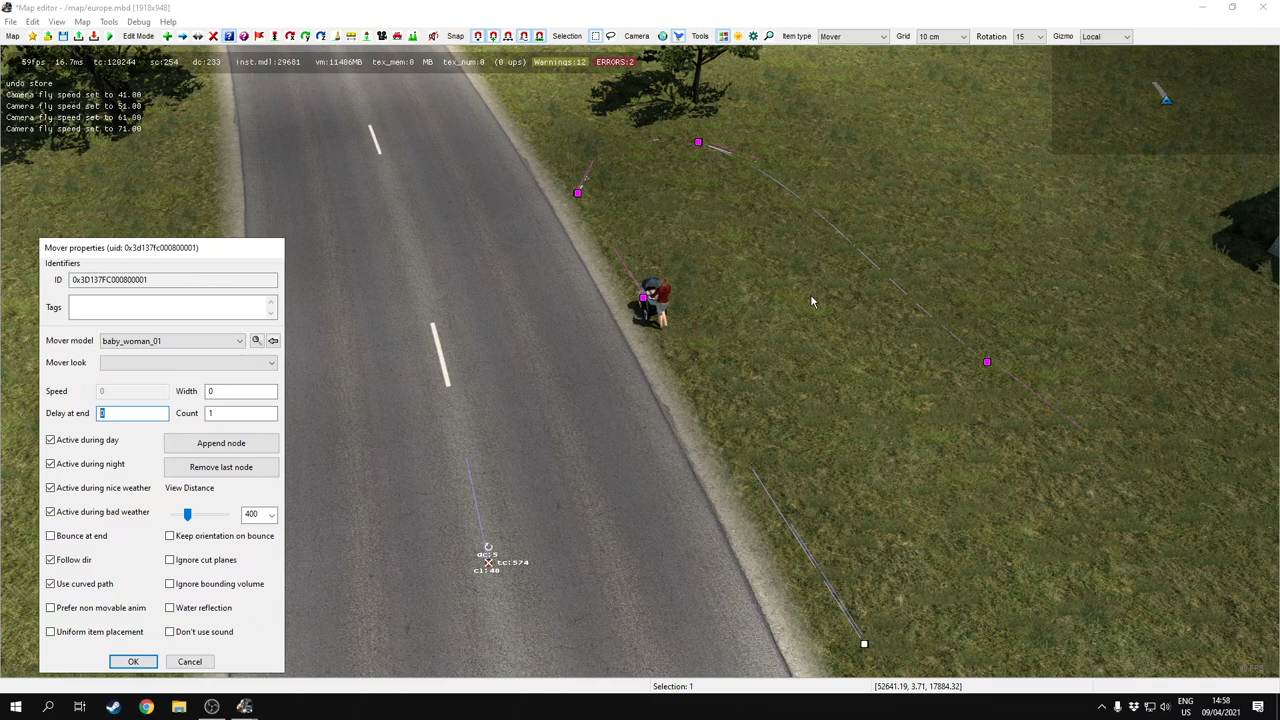 *Map editor - /map/europe.mbd [1918x948]
File Edit View Map Tools Debug Help
Map Edit Mode Snap Selection Camera Tools Item type Mover Grid 10 cm Rotation 15 Gizmo Local
59fps 16.7ms tc:120244 sc:254 dc:233 inst.mdl:29681 vm:11486MB tex_mem:0 MB tex_num:0 (0 ups) Warnings:12 ERRORS:2
undo store
Camera fly speed set to 41.00
Camera fly speed set to 51.00
Camera fly speed set to 61.00
Camera fly speed set to 71.00
Mover properties (uid: 0x3d137fc000800001)
Identifiers
ID 0x3D137FC000800001
Tags
Mover model baby_woman_01
Mover look
Speed 0 Width 0
Delay at end 0 Count 1
Active during day Append node
Active during night Remove last node
Active during nice weather View Distance
Active during bad weather 400
Bounce at end Keep orientation on bounce
Follow dir Ignore cut planes
Use curved path Ignore bounding volume
Prefer non movable anim Water reflection
Uniform item placement Don't use sound
OK Cancel
dc:5
tc:574
cl:48
Selection: 1 [52641.19, 3.71, 17884.32]
ENG
US
14:58
09/04/2021